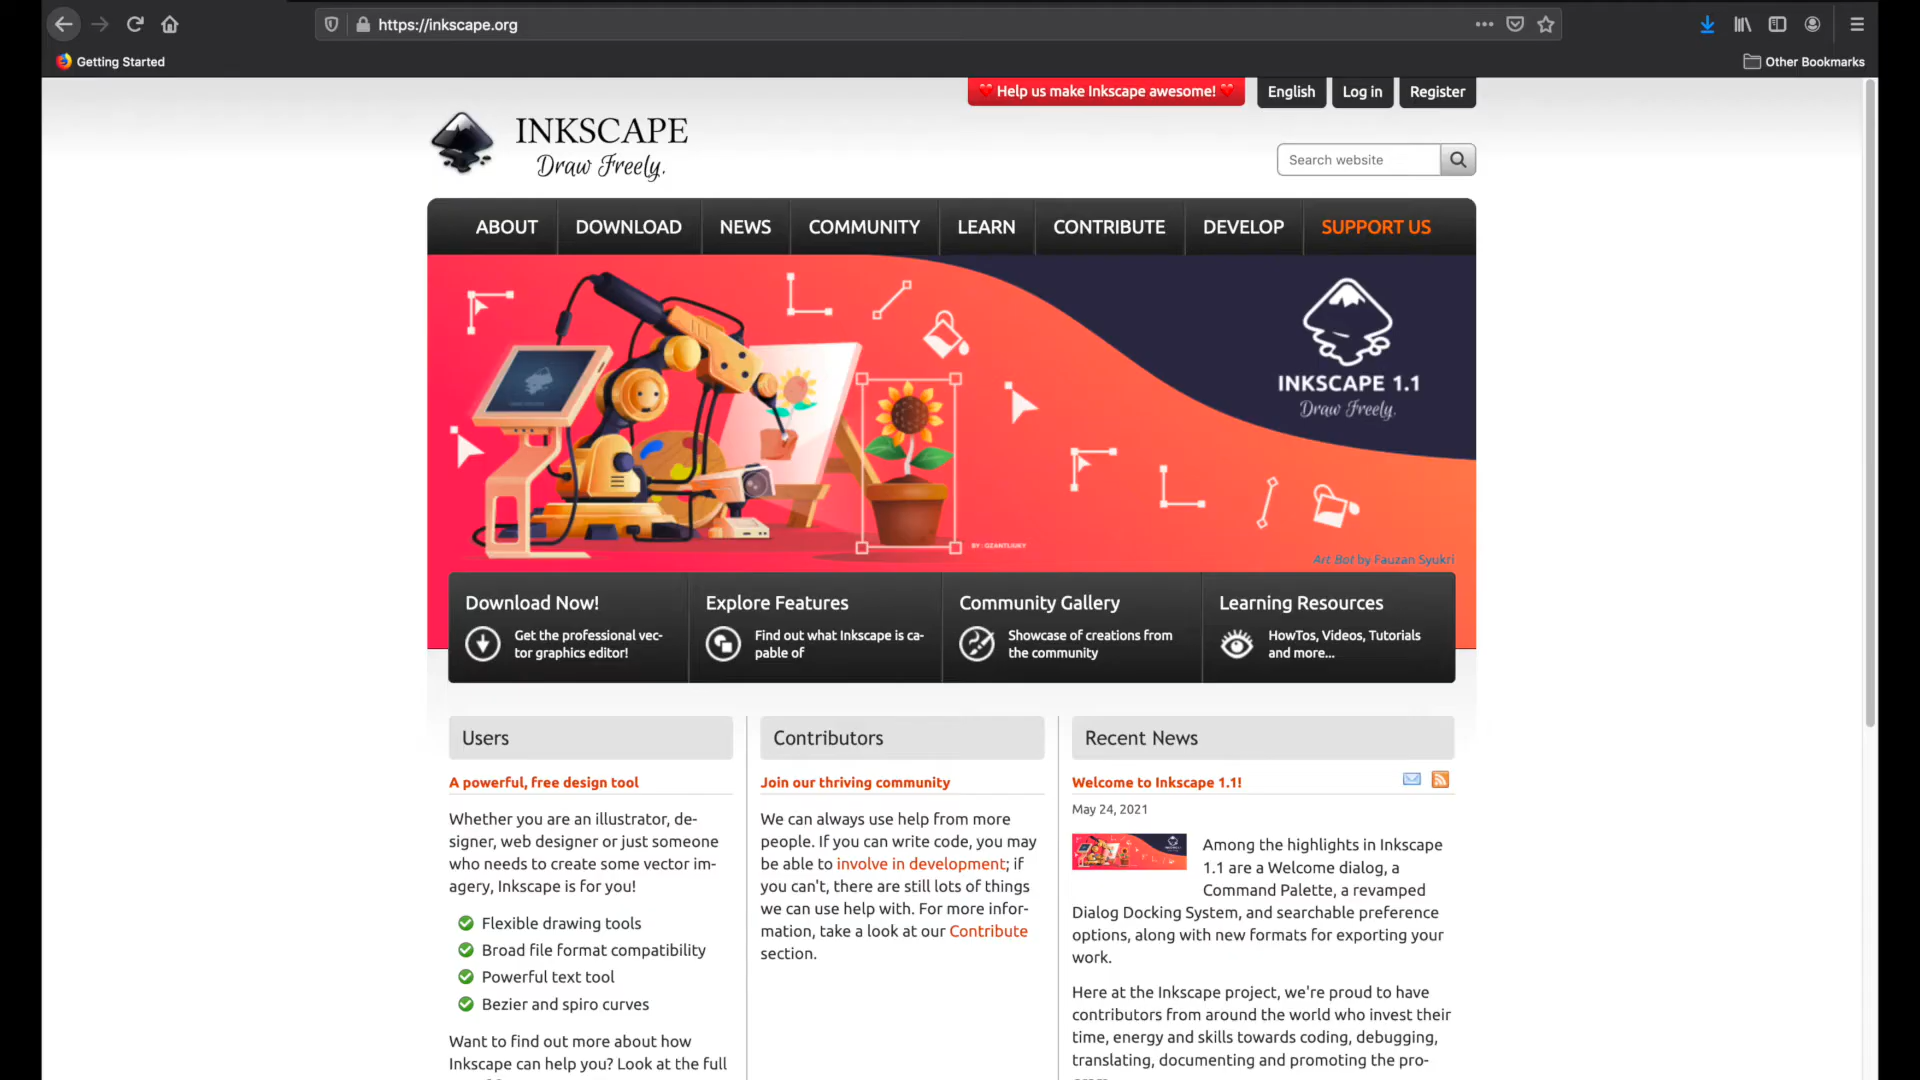 https://inkscape.org
Getting Started
Other Bookmarks
Help us make Inkscape awesome!
English
Log in
Register
INKSCAPE
Draw Freely.
Search website
ABOUT
DOWNLOAD
NEWS
COMMUNITY
LEARN
CONTRIBUTE
DEVELOP
SUPPORT US
INKSCAPE 1.1
Draw Freely.
Art Bot by Fauzan Syukri
Download Now!
Get the professional vec-
tor graphics editor!
Explore Features
Find out what Inkscape is ca-
pable of
Community Gallery
Showcase of creations from
the community
Learning Resources
HowTos, Videos, Tutorials
and more...
Users
A powerful, free design tool
Whether you are an illustrator, de-
signer, web designer or just someone
who needs to create some vector im-
agery, Inkscape is for you!
Flexible drawing tools
Broad file format compatibility
Powerful text tool
Bezier and spiro curves
Want to find out more about how
Inkscape can help you? Look at the full
Contributors
Join our thriving community
We can always use help from more
people. If you can write code, you may
be able to involve in development; if
you can't, there are still lots of things
we can use help with. For more infor-
mation, take a look at our Contribute
section.
Recent News
Welcome to Inkscape 1.1!
May 24, 2021
Among the highlights in Inkscape
1.1 are a Welcome dialog, a
Command Palette, a revamped
Dialog Docking System, and searchable preference
options, along with new formats for exporting your
work.
Here at the Inkscape project, we're proud to have
contributors from around the world who invest their
time, energy and skills towards coding, debugging,
translating, documenting and promoting the pro-